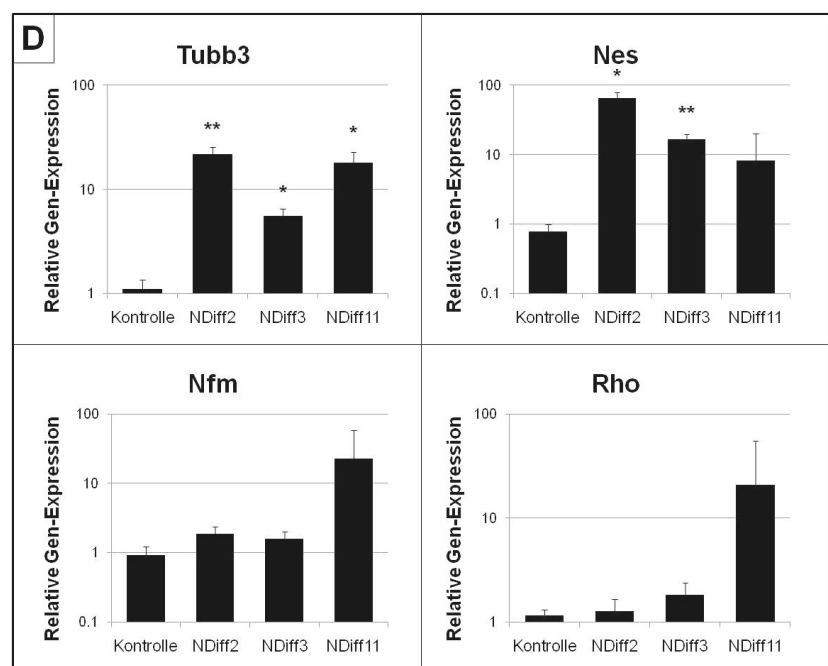 D
Tubb3
Relative Gen-Expression
100
10
1
** * *
Kontrolle NDiff2 NDiff3 NDiff11
Nes
Relative Gen-Expression
100
10
1
0.1
* **
Kontrolle NDiff2 NDiff3 NDiff11
Nfm
Relative Gen-Expression
100
10
1
0.1
Kontrolle NDiff2 NDiff3 NDiff11
Rho
Relative Gen-Expression
100
10
1
Kontrolle NDiff2 NDiff3 NDiff11